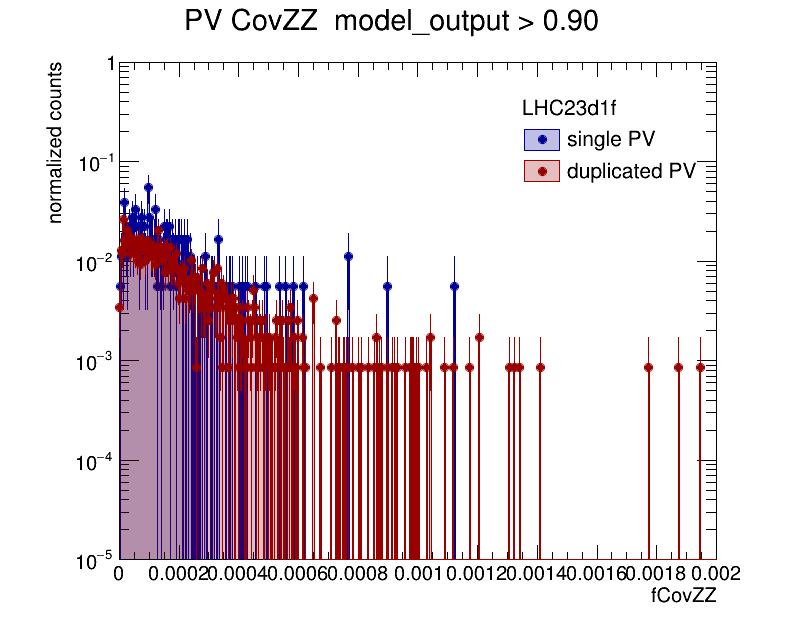 PV CovZZ model_output > 0.90
normalized counts
LHC23d1f
single PV
duplicated PV
1
10⁻¹
10⁻²
10⁻³
10⁻⁴
10⁻⁵
0 0.0002 0.0004 0.0006 0.0008 0.001 0.0012 0.0014 0.0016 0.0018 0.002
fCovZZ